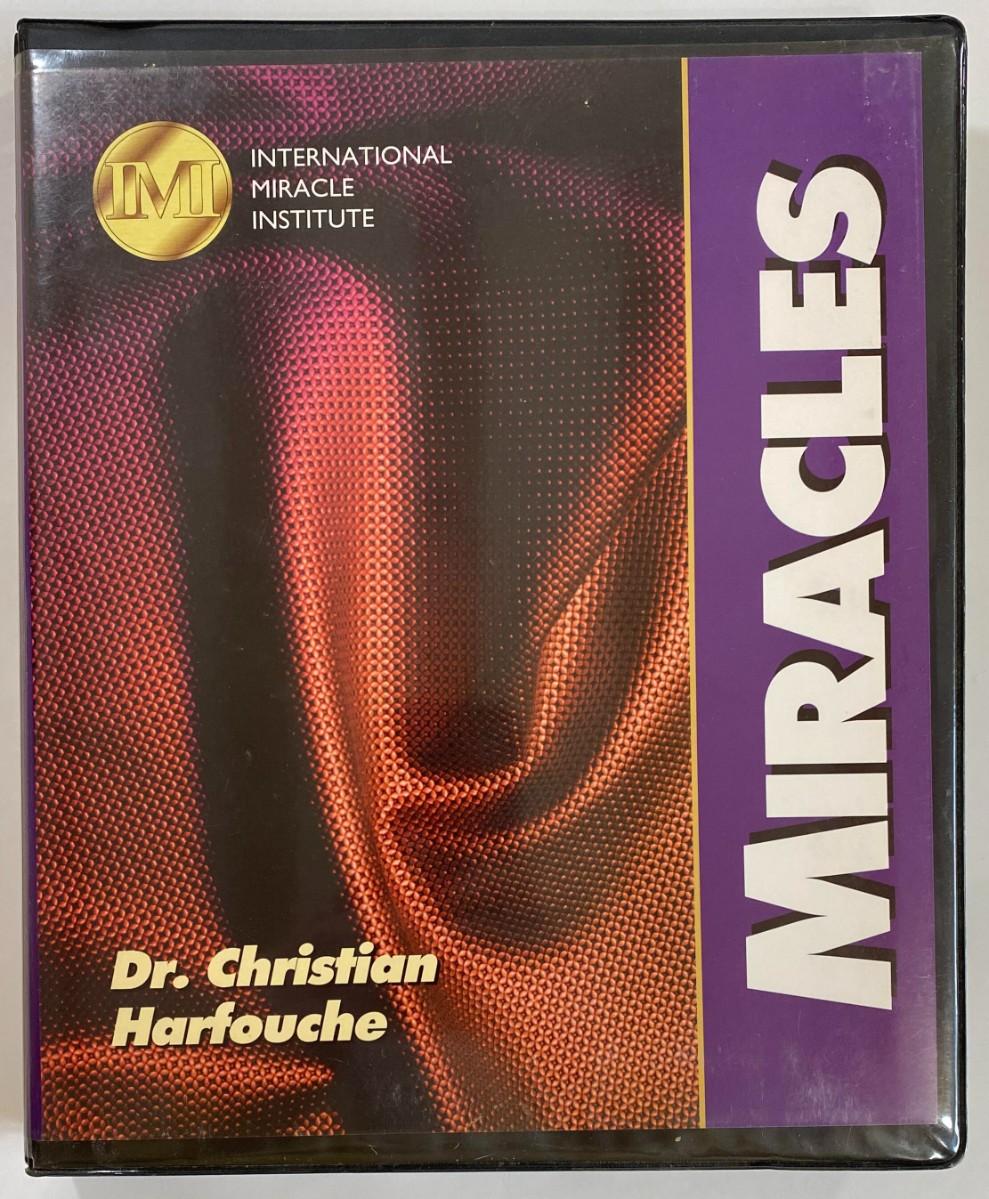 IMI
INTERNATIONAL
MIRACLE
INSTITUTE
MIRACLES
Dr. Christian
Harfouche